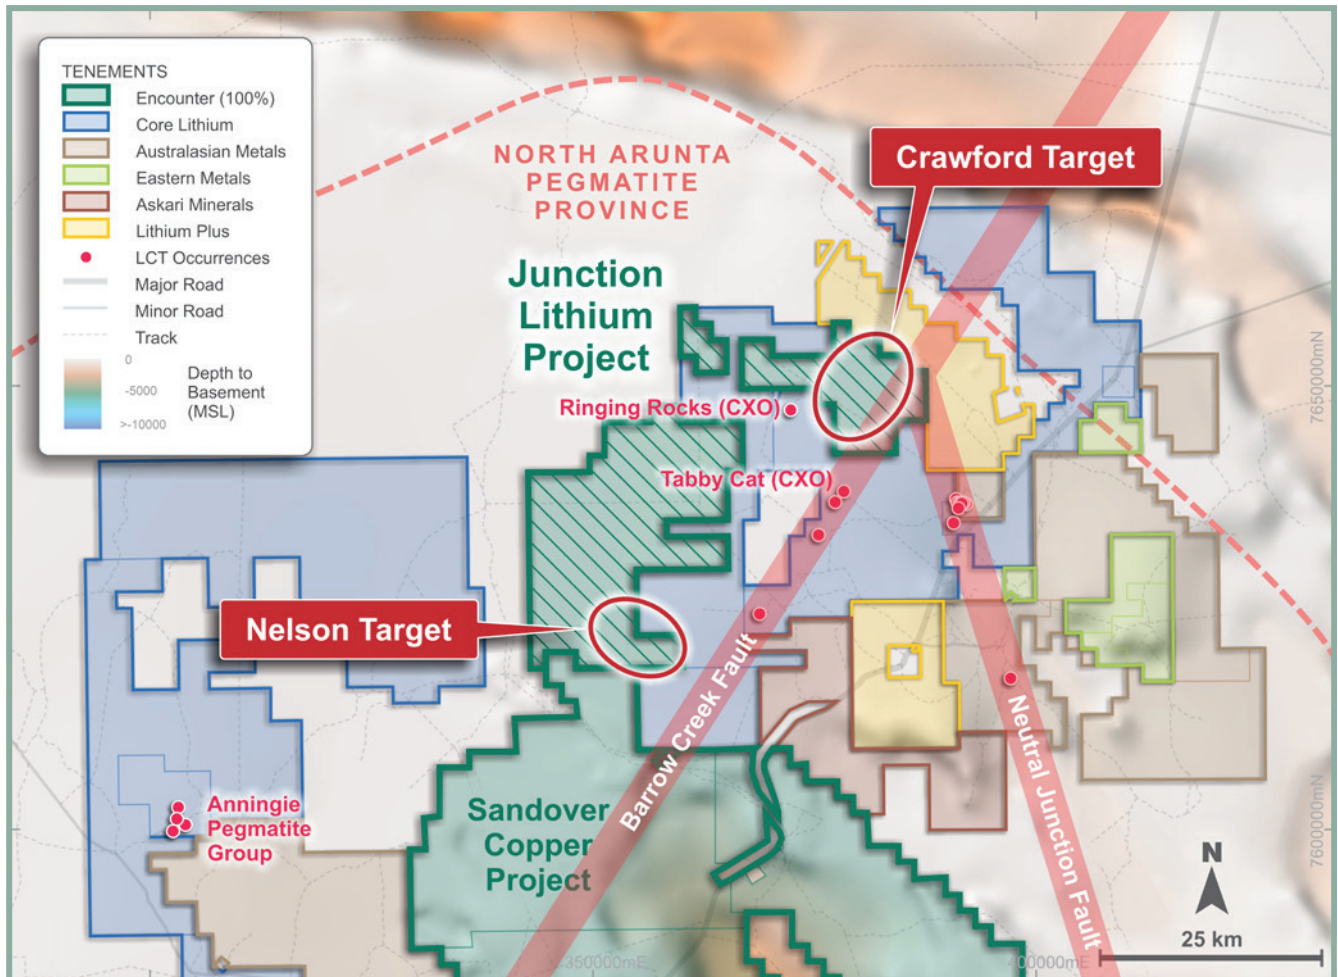 TENEMENTS
Encounter (100%)
Core Lithium
Australasian Metals
Eastern Metals
Askari Minerals
Lithium Plus
LCT Occurrences
Major Road
Minor Road
Track
0
-5000
>-10000
Depth to
Basement
(MSL)
NORTH ARUNTA
PEGMATITE
PROVINCE
Crawford Target
Junction
Lithium
Project
Ringing Rocks (CXO)
Tabby Cat (CXO)
7650000mN
Nelson Target
Barrow Creek Fault
Neutral Junction Fault
Anningie
Pegmatite
Group
Sandover
Copper
Project
7600000mN
N
25 km
350000mE
400000mE